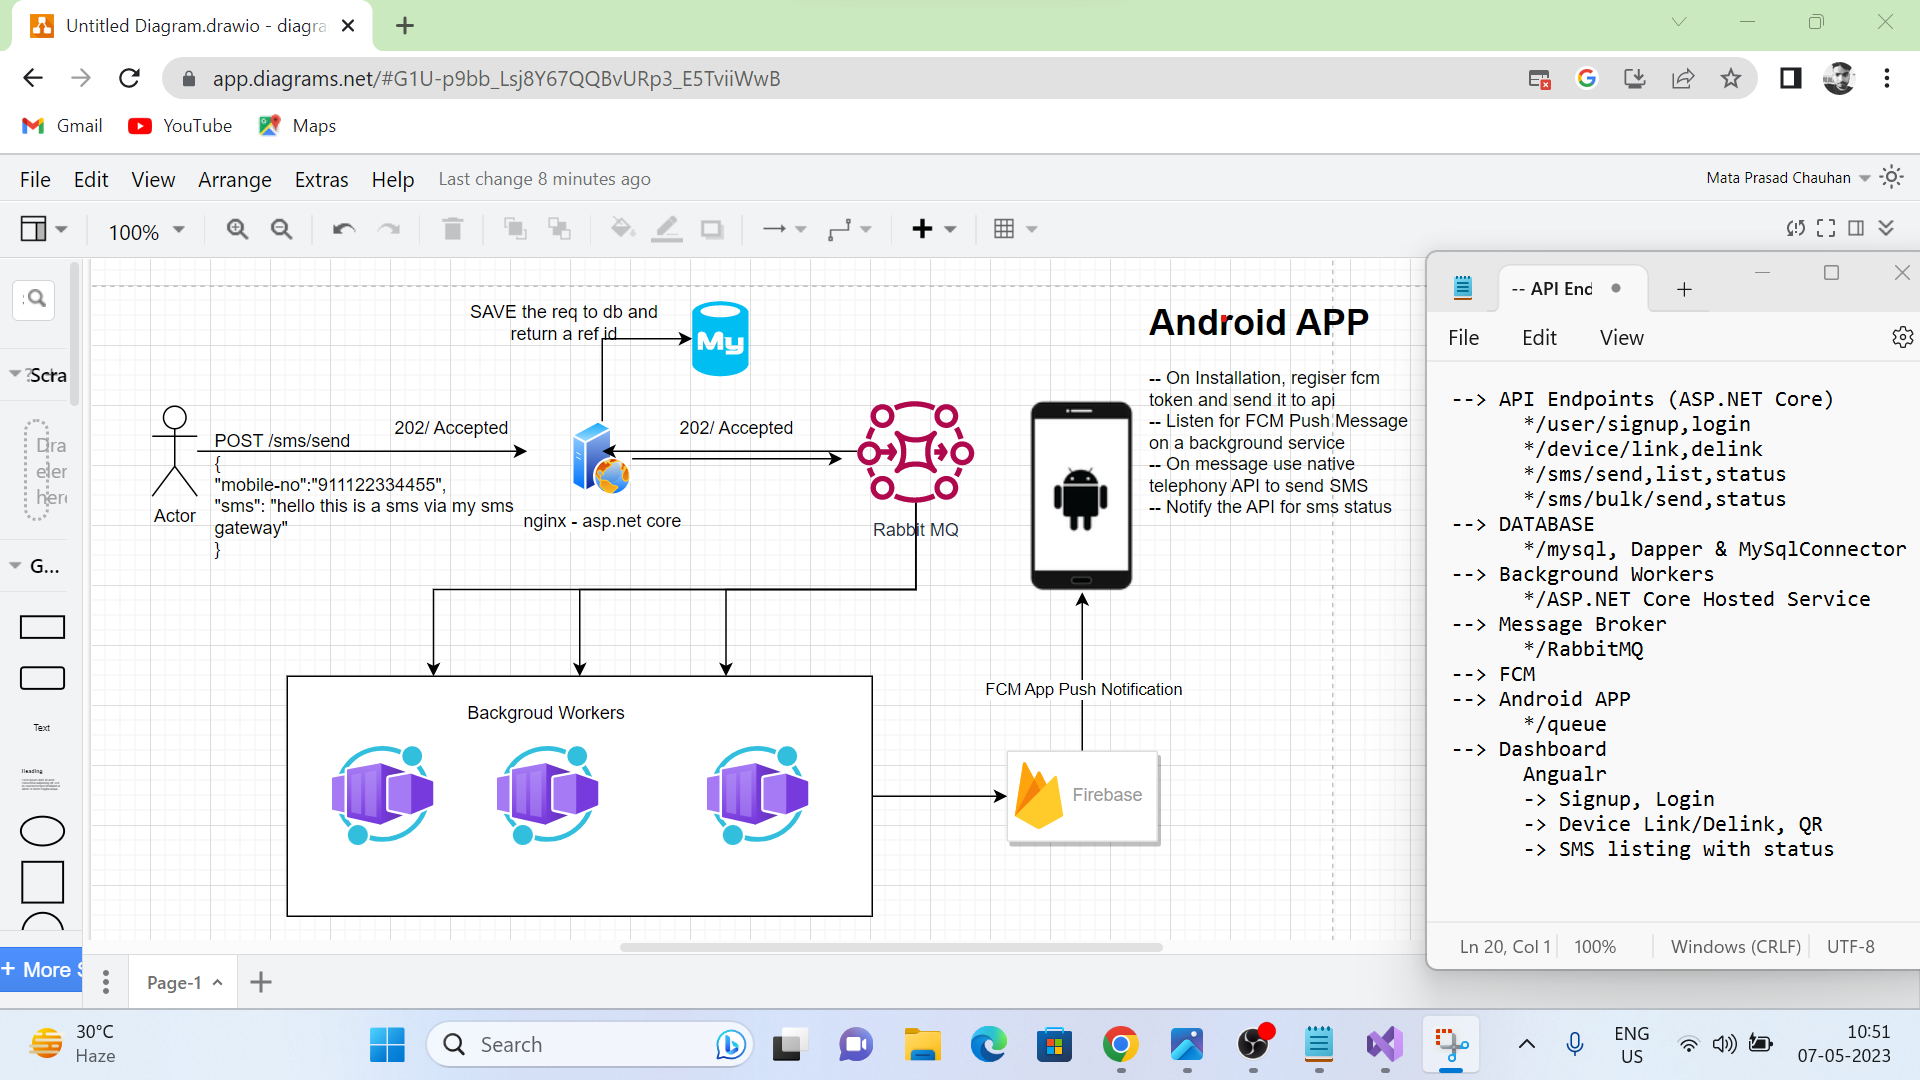 Untitled Diagram.drawio - diagra
app.diagrams.net/#G1U-p9bb_Lsj8Y67QQBvURp3_E5TviiWwB
Gmail YouTube Maps
File Edit View Arrange Extras Help Last change 8 minutes ago
Mata Prasad Chauhan
100%
Scra
Dra
eler
here
G...
Text
Heading
+ More S
SAVE the req to db and
return a ref id
My
202/ Accepted
202/ Accepted
POST /sms/send
{
"mobile-no":"911122334455",
"sms": "hello this is a sms via my sms
gateway"
}
Actor
nginx - asp.net core
Rabbit MQ
Android APP
-- On Installation, regiser fcm
token and send it to api
-- Listen for FCM Push Message
on a background service
-- On message use native
telephony API to send SMS
-- Notify the API for sms status
FCM App Push Notification
Backgroud Workers
Firebase
Page-1
-- API End
File Edit View
--> API Endpoints (ASP.NET Core)
*/user/signup,login
*/device/link,delink
*/sms/send,list,status
*/sms/bulk/send,status
--> DATABASE
*/mysql, Dapper & MySqlConnector
--> Background Workers
*/ASP.NET Core Hosted Service
--> Message Broker
*/RabbitMQ
--> FCM
--> Android APP
*/queue
--> Dashboard
Angualr
-> Signup, Login
-> Device Link/Delink, QR
-> SMS listing with status
Ln 20, Col 1 100% Windows (CRLF) UTF-8
30°C
Haze
Search
ENG
US
10:51
07-05-2023